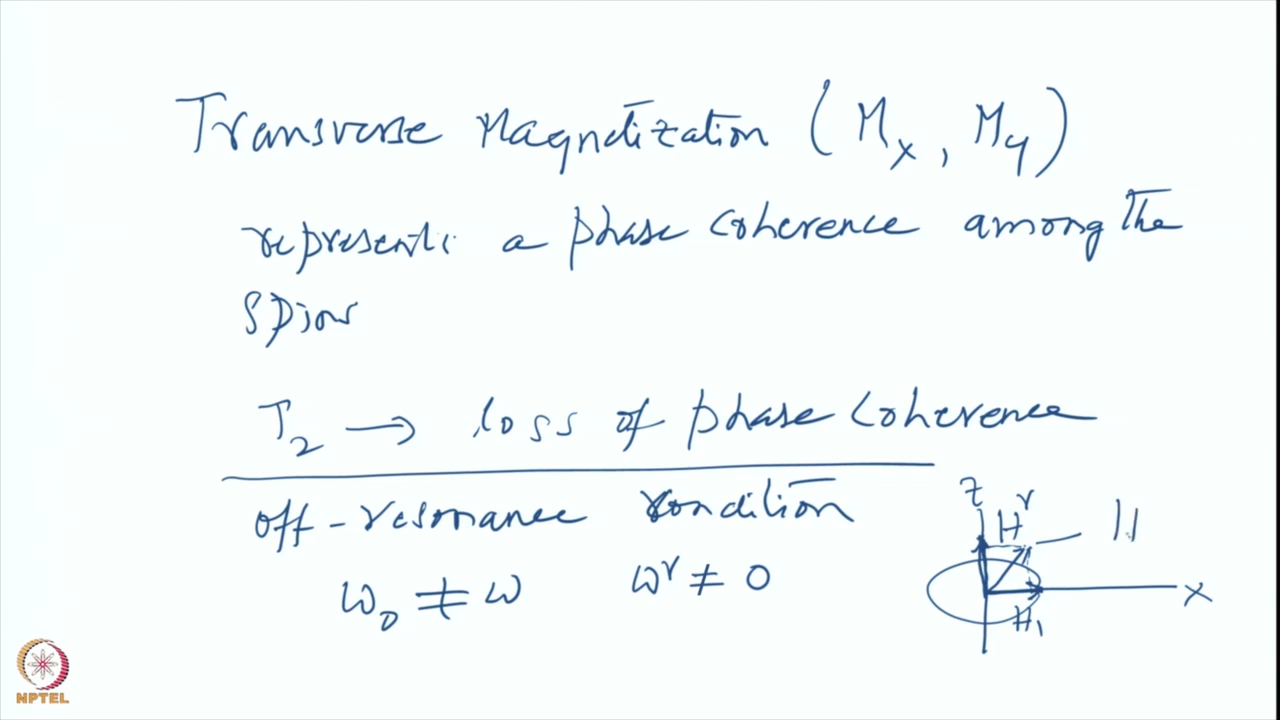 Transverse Magnetization (Mx, My)
represents a phase coherence among the
spins
T2 → loss of phase coherence
off-resonance condition
ω0 ≠ ω ωʳ ≠ 0
z
Hʳ
x
H1
NPTEL